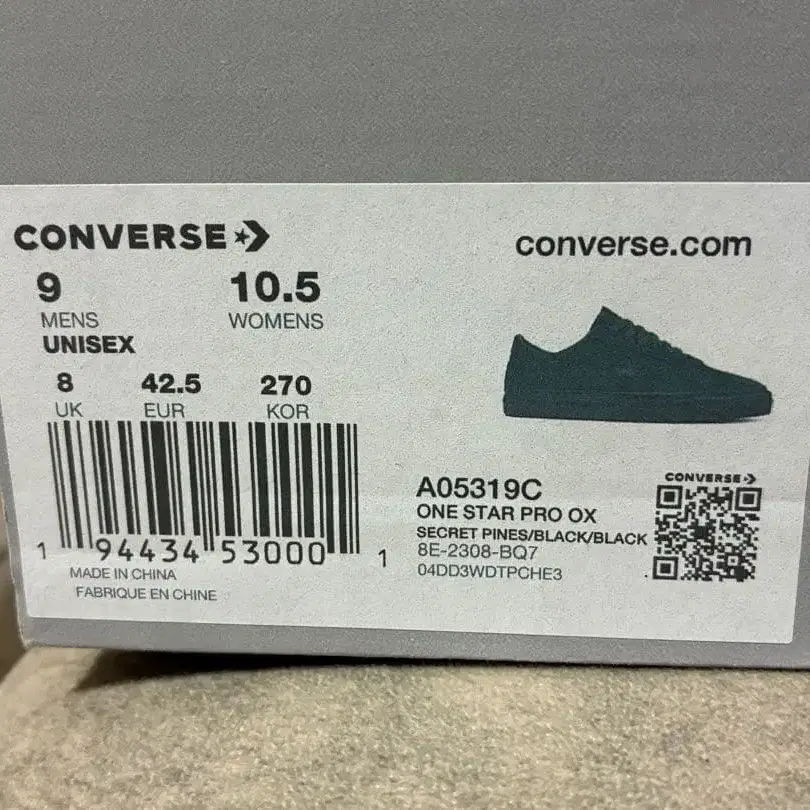 CONVERSE
converse.com
9 10.5
MENS WOMENS
UNISEX
8 42.5 270
UK EUR KOR
1 94434 53000 1
MADE IN CHINA
FABRIQUE EN CHINE
A05319C
ONE STAR PRO OX
SECRET PINES/BLACK/BLACK
8E-2308-BQ7
04DD3WDTPCHE3
CONVERSE